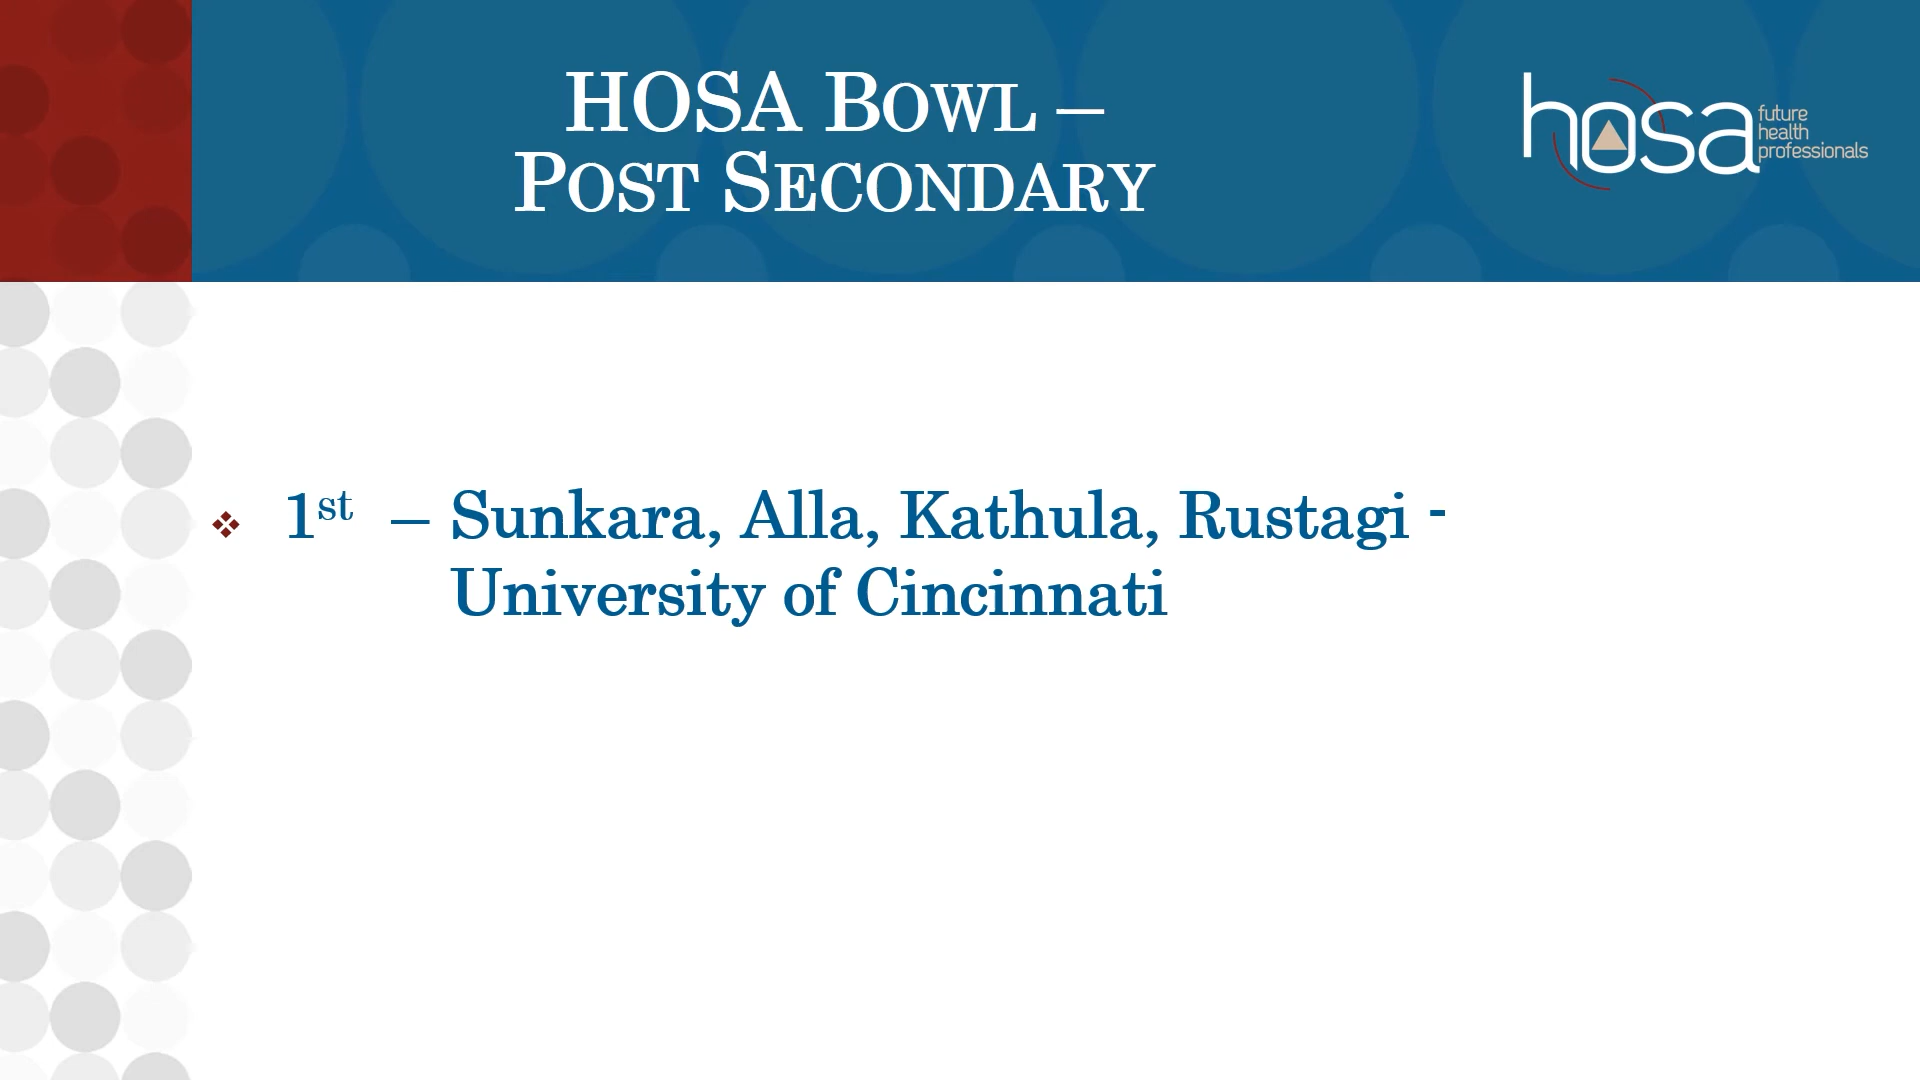 HOSA BOWL –
POST SECONDARY
hosa
future
health
professionals
❖ 1st – Sunkara, Alla, Kathula, Rustagi -
University of Cincinnati